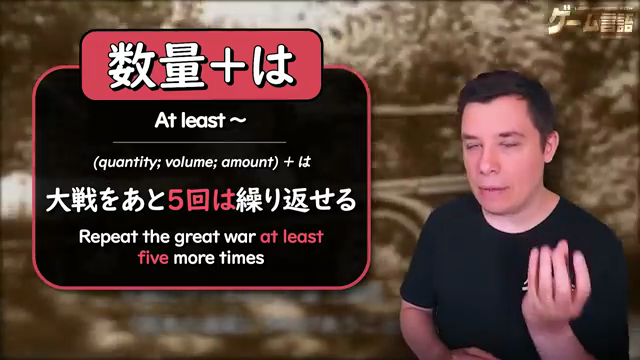 ゲーム言語
数量＋は
At least ～
(quantity; volume; amount) + は
大戦をあと5回は繰り返せる
Repeat the great war at least
five more times